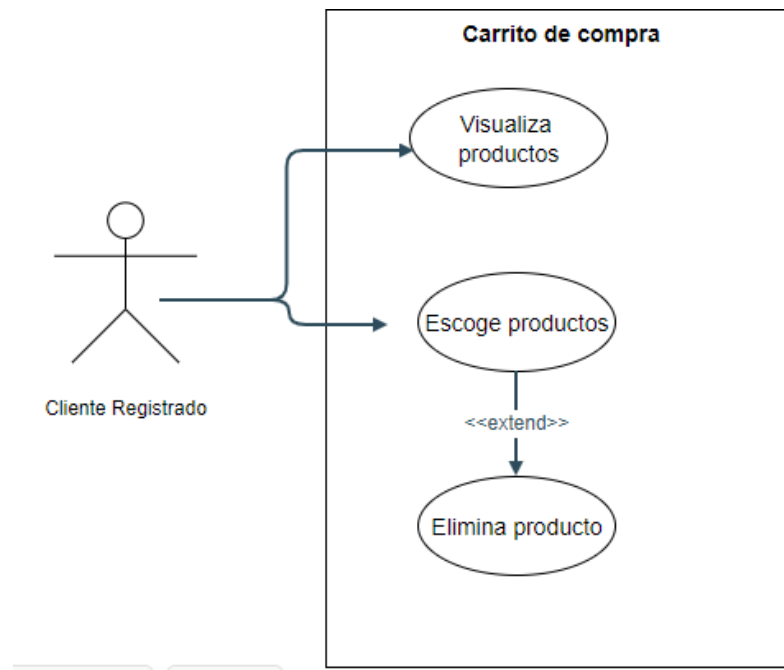 Carrito de compra
Visualiza
productos
Escoge productos
Cliente Registrado
<<extend>>
Elimina producto